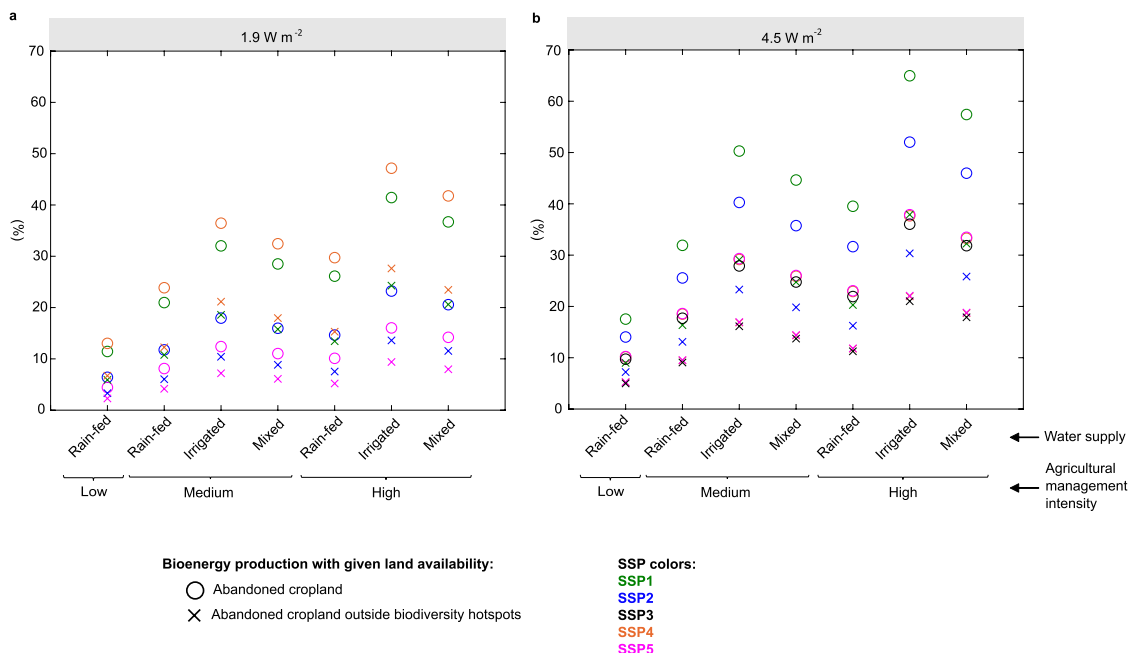 a
1.9 W m-2
70
60
50
40
30
20
10
0
(%)
Rain-fed
Rain-fed
Irrigated
Mixed
Rain-fed
Irrigated
Mixed
Low
Medium
High
b
4.5 W m-2
70
60
50
40
30
20
10
0
(%)
Rain-fed
Rain-fed
Irrigated
Mixed
Rain-fed
Irrigated
Mixed
Low
Medium
High
Water supply
Agricultural
management
intensity
Bioenergy production with given land availability:
Abandoned cropland
Abandoned cropland outside biodiversity hotspots
SSP colors:
SSP1
SSP2
SSP3
SSP4
SSP5